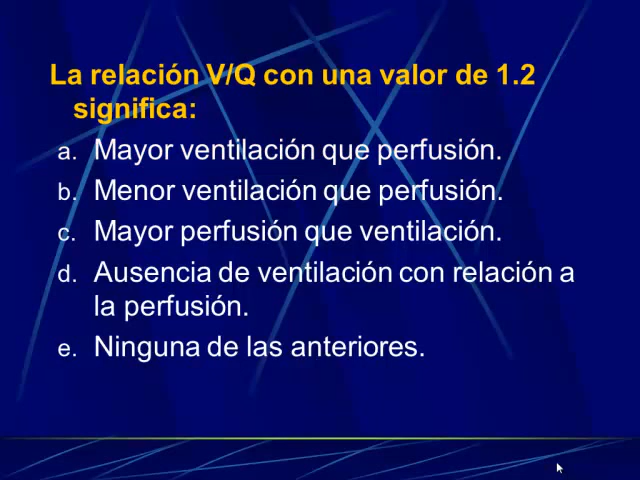 La relación V/Q con una valor de 1.2
significa:
a. Mayor ventilación que perfusión.
b. Menor ventilación que perfusión.
c. Mayor perfusión que ventilación.
d. Ausencia de ventilación con relación a
la perfusión.
e. Ninguna de las anteriores.